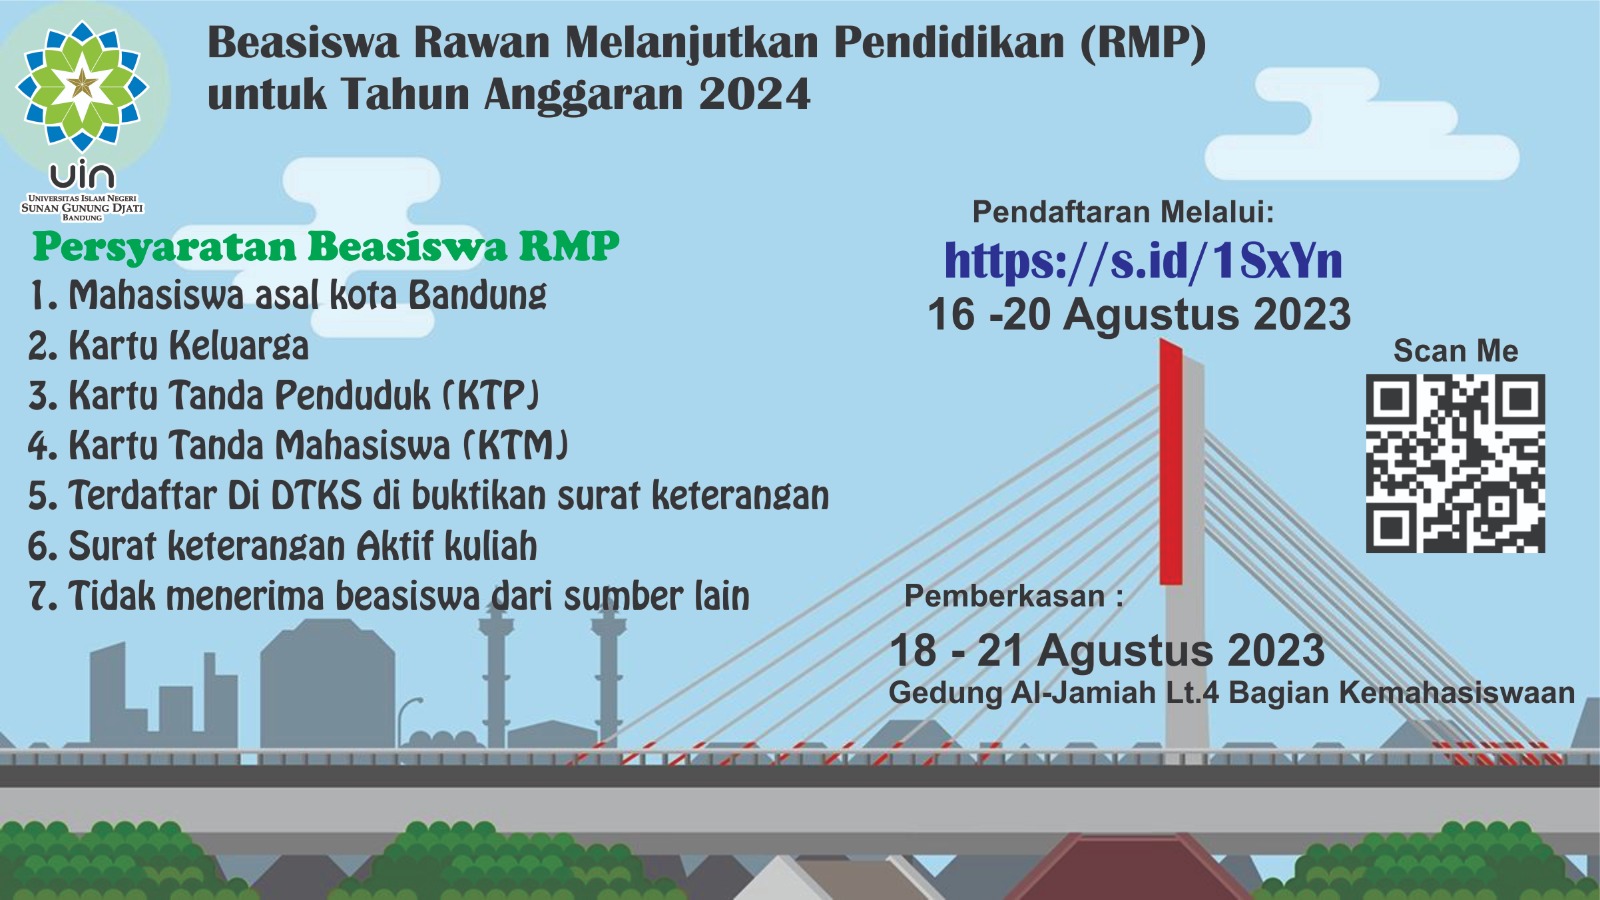 Beasiswa Rawan Melanjutkan Pendidikan (RMP)
untuk Tahun Anggaran 2024
uin
UNIVERSITAS ISLAM NEGERI
SUNAN GUNUNG DJATI
BANDUNG
Persyaratan Beasiswa RMP
1. Mahasiswa asal kota Bandung
2. Kartu Keluarga
3. Kartu Tanda Penduduk (KTP)
4. Kartu Tanda Mahasiswa (KTM)
5. Terdaftar Di DTKS di buktikan surat keterangan
6. Surat keterangan Aktif kuliah
7. Tidak menerima beasiswa dari sumber lain
Pendaftaran Melalui:
https://s.id/1SxYn
16 -20 Agustus 2023
Scan Me
Pemberkasan :
18 - 21 Agustus 2023
Gedung Al-Jamiah Lt.4 Bagian Kemahasiswaan